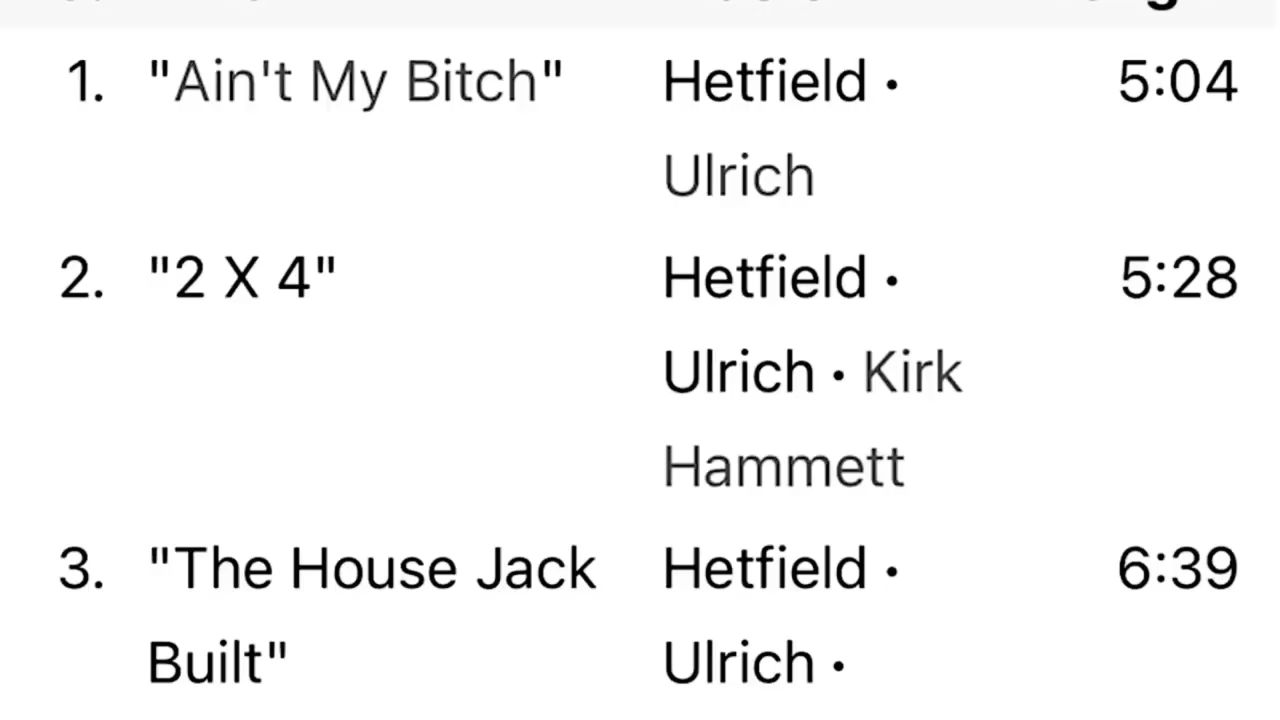 1. "Ain't My Bitch" Hetfield • 5:04
Ulrich
2. "2 X 4" Hetfield • 5:28
Ulrich • Kirk
Hammett
3. "The House Jack Hetfield • 6:39
Built" Ulrich •